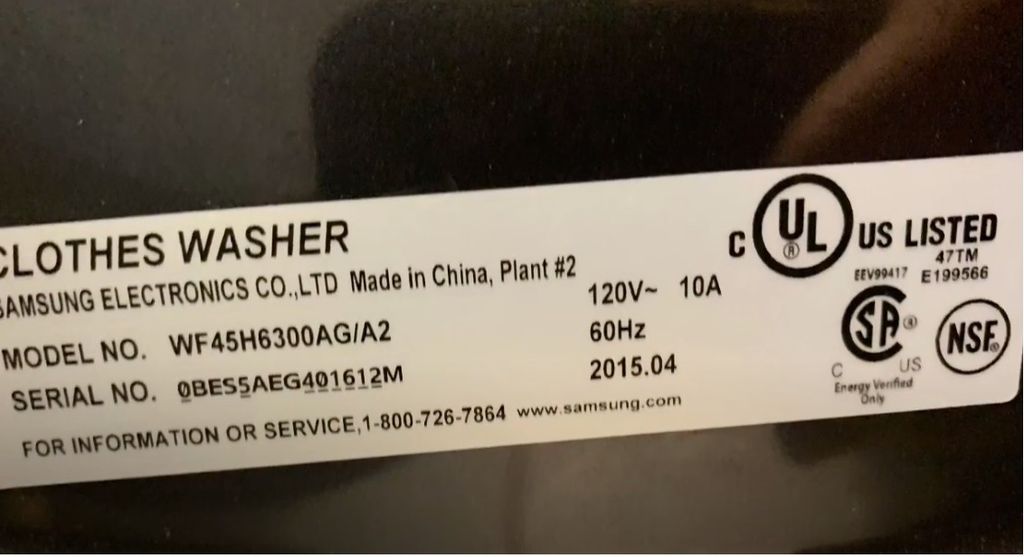 CLOTHES WASHER
SAMSUNG ELECTRONICS CO.,LTD Made in China, Plant #2
MODEL NO. WF45H6300AG/A2
SERIAL NO. 0BES5AEG401612M
FOR INFORMATION OR SERVICE,1-800-726-7864 www.samsung.com
120V~ 10A
60Hz
2015.04
C UL® US LISTED
47TM
EEV99417 E199566
SA®
C US
Energy Verified
Only
NSF®